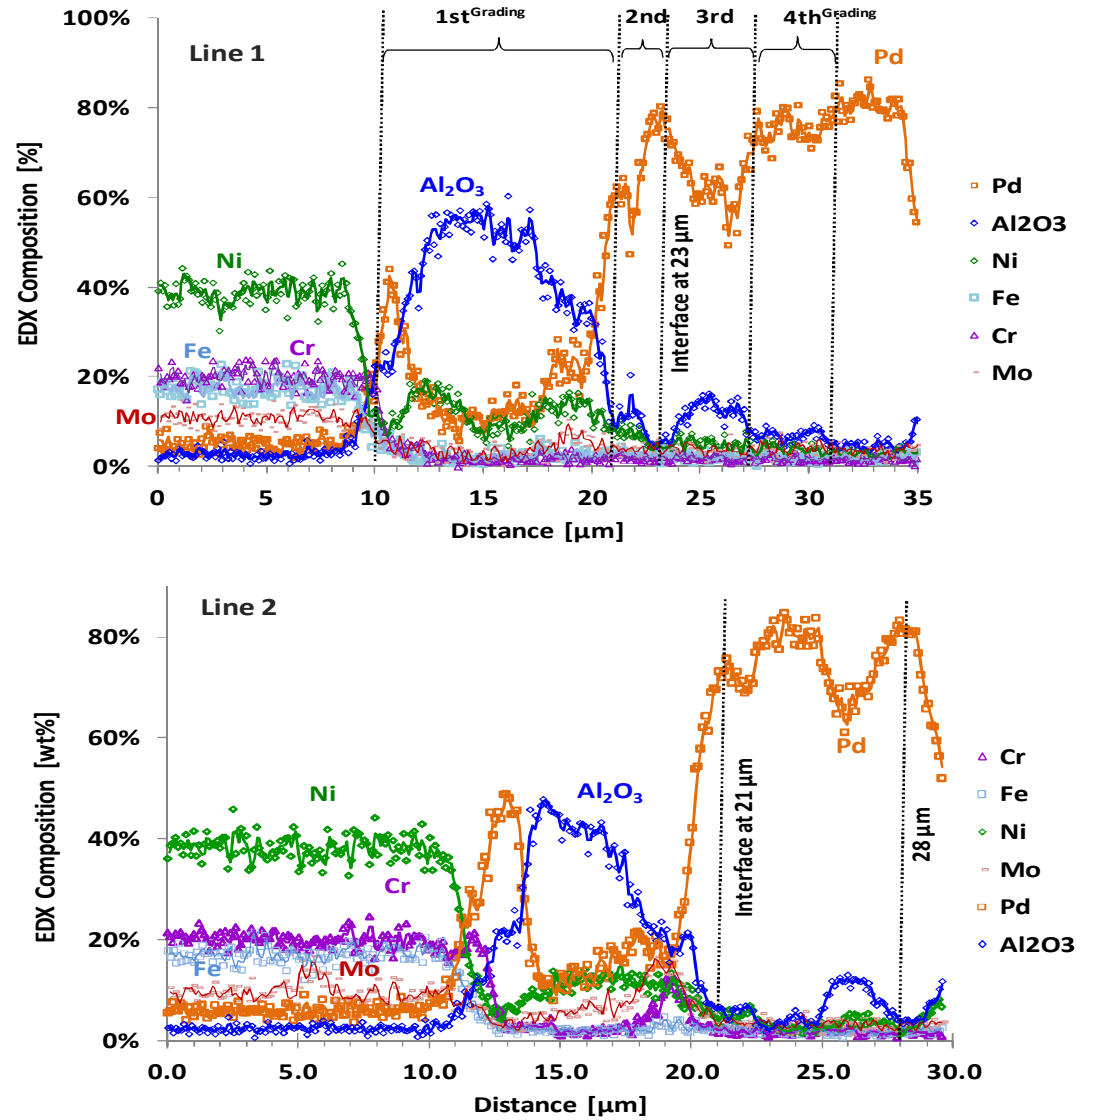 100%
80%
60%
40%
20%
0%
EDX Composition [%]
Line 1
1st Grading
2nd
3rd
4th Grading
Pd
Al2O3
Ni
Fe
Cr
Mo
Interface at 23 µm
0 5 10 15 20 25 30 35
Distance [µm]
Pd
Al2O3
Ni
Fe
Cr
Mo
Line 2
80%
60%
40%
20%
0%
EDX Composition [wt%]
Ni
Cr
Fe
Mo
Al2O3
Pd
Interface at 21 µm
28 µm
0.0 5.0 10.0 15.0 20.0 25.0 30.0
Distance [µm]
Cr
Fe
Ni
Mo
Pd
Al2O3